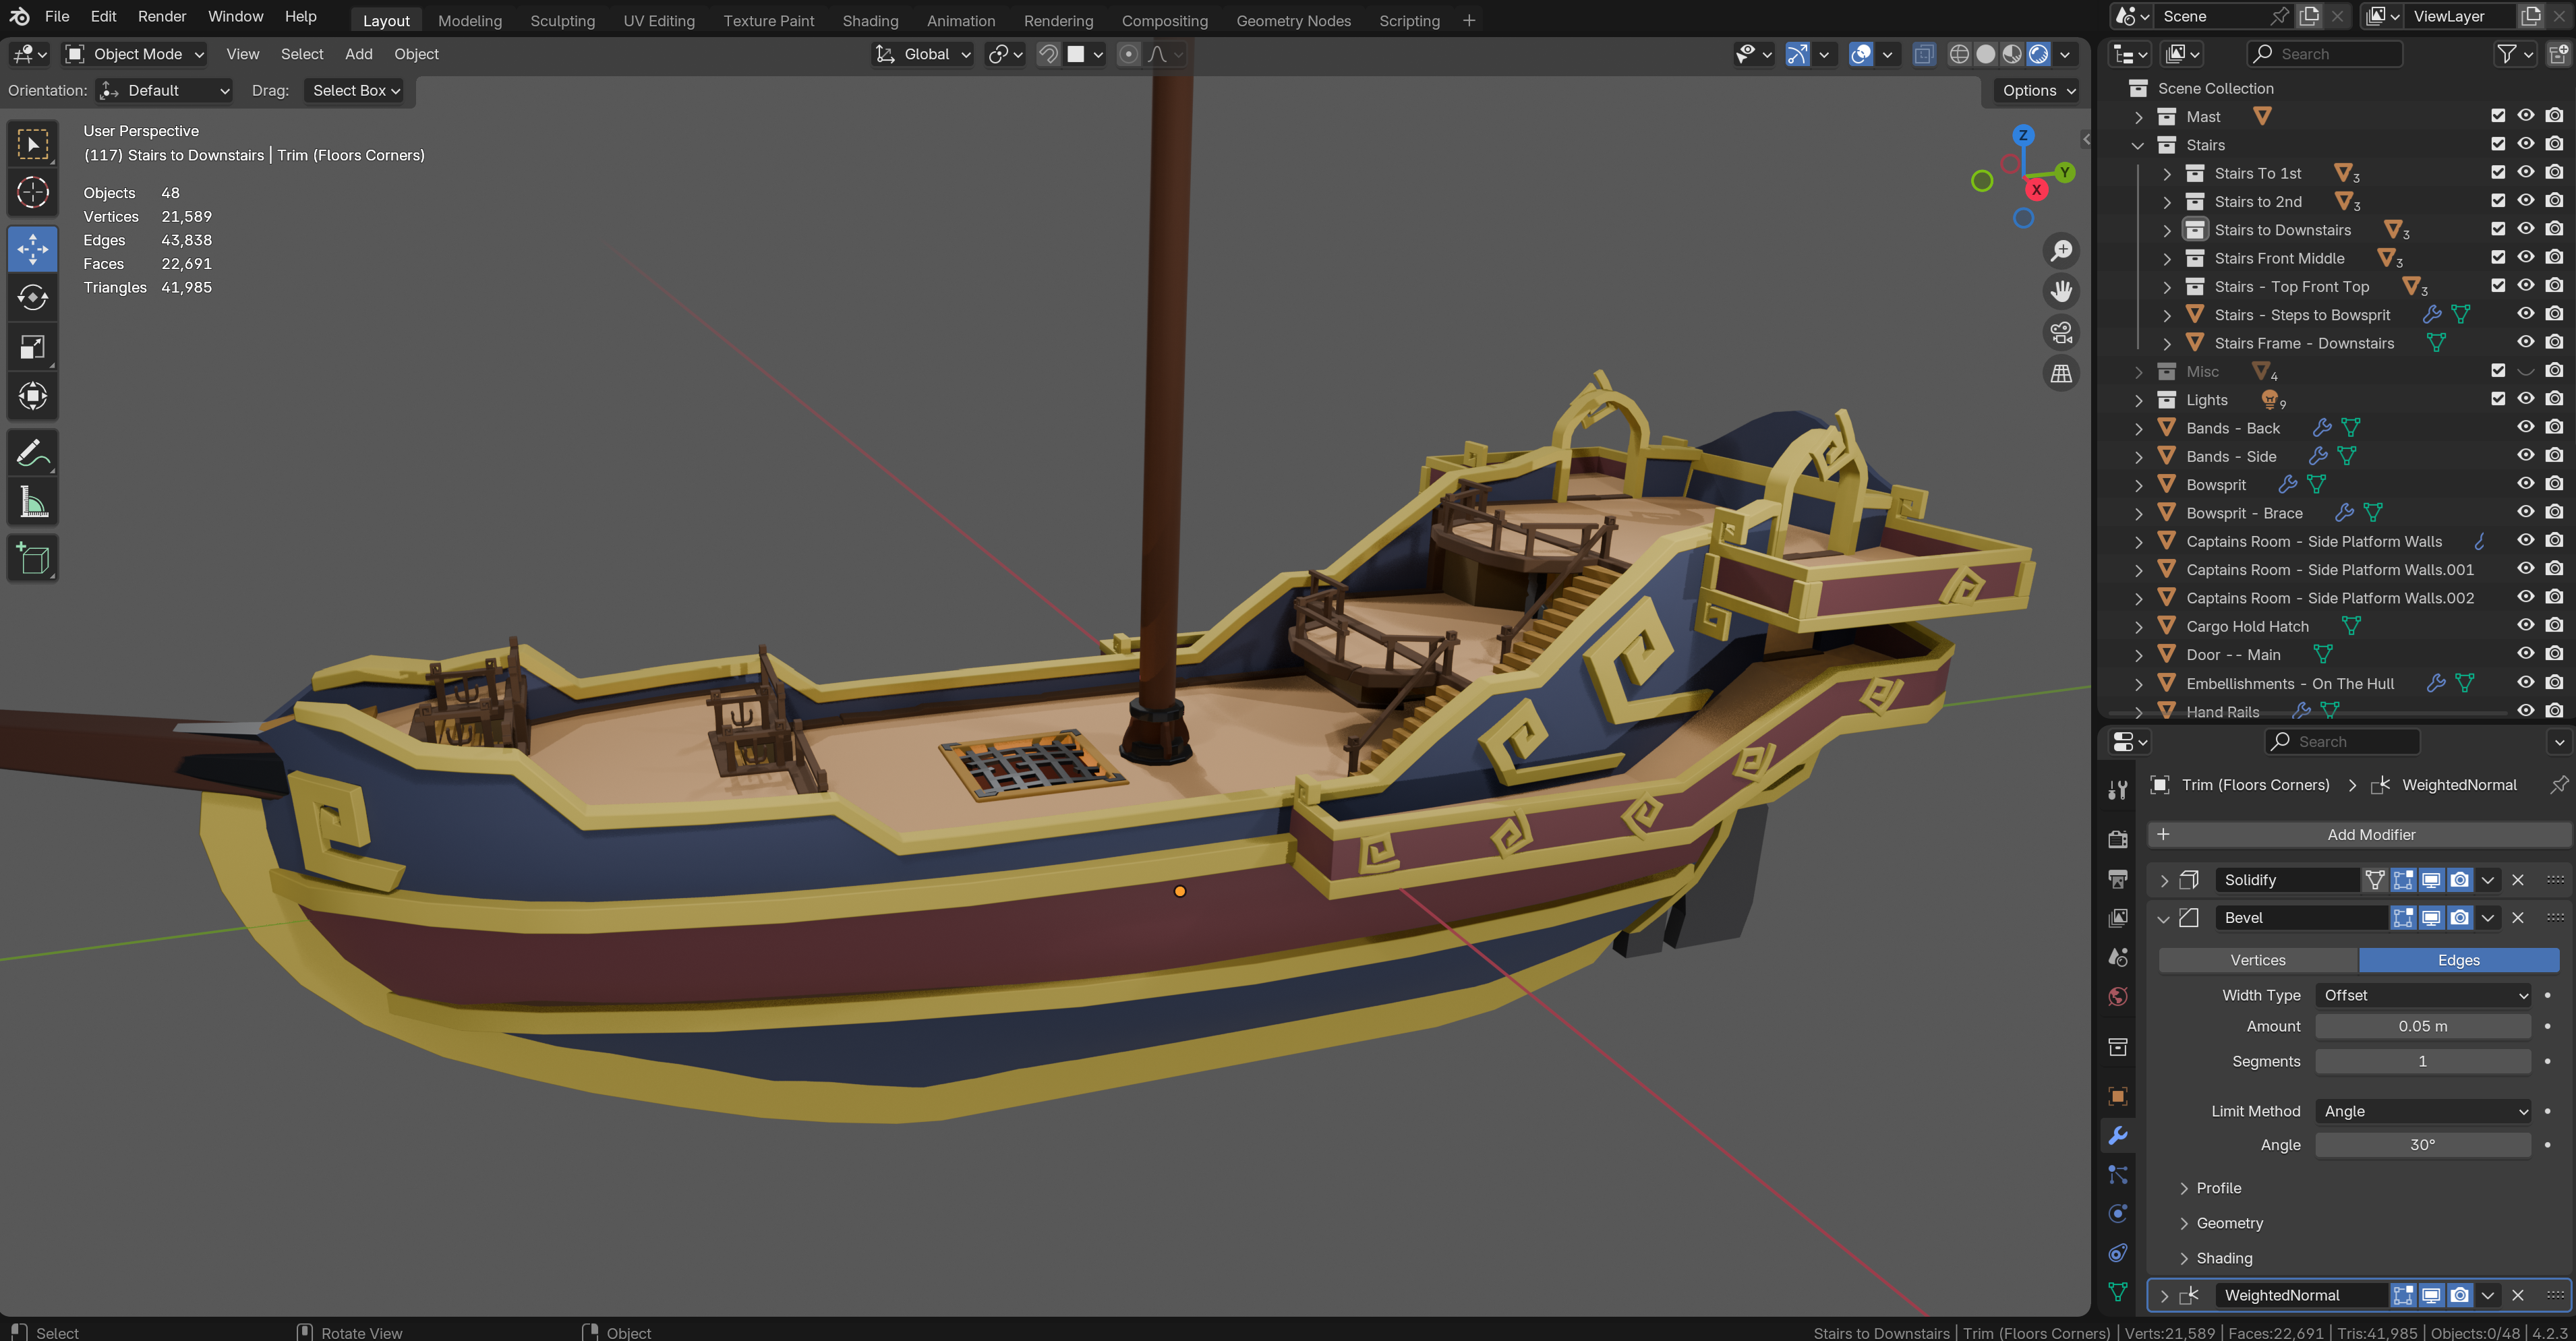 File Edit Render Window Help Layout Modeling Sculpting UV Editing Texture Paint Shading Animation Rendering Compositing Geometry Nodes Scripting + Scene ViewLayer
Object Mode View Select Add Object Global Search
Orientation: Default Drag: Select Box Options
User Perspective
(117) Stairs to Downstairs | Trim (Floors Corners)
Objects 48
Vertices 21,589
Edges 43,838
Faces 22,691
Triangles 41,985
Z
Y
X
Scene Collection
Mast
Stairs
Stairs To 1st 3
Stairs to 2nd 3
Stairs to Downstairs 3
Stairs Front Middle 3
Stairs - Top Front Top 3
Stairs - Steps to Bowsprit
Stairs Frame - Downstairs
Misc 4
Lights 9
Bands - Back
Bands - Side
Bowsprit
Bowsprit - Brace
Captains Room - Side Platform Walls
Captains Room - Side Platform Walls.001
Captains Room - Side Platform Walls.002
Cargo Hold Hatch
Door -- Main
Embellishments - On The Hull
Hand Rails
Search
Trim (Floors Corners) WeightedNormal
Add Modifier
Solidify
Bevel
Vertices Edges
Width Type Offset
Amount 0.05 m
Segments 1
Limit Method Angle
Angle 30°
Profile
Geometry
Shading
WeightedNormal
Select Rotate View Object Stairs to Downstairs | Trim (Floors Corners) | Verts:21,589 | Faces:22,691 | Tris:41,985 | Objects:0/48 | 4.2.3